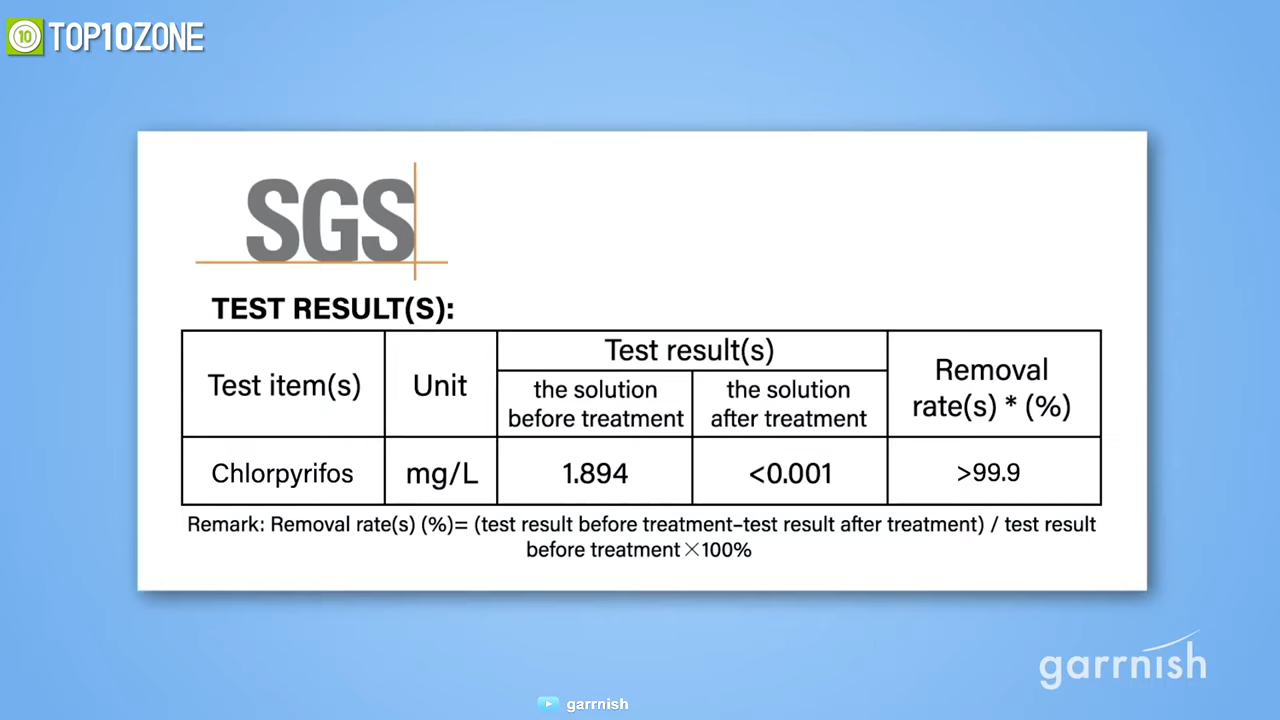 10 TOP10ZONE
SGS
TEST RESULT(S):
Test item(s)
Unit
Test result(s)
the solution
before treatment
the solution
after treatment
Removal
rate(s) * (%)
Chlorpyrifos
mg/L
1.894
<0.001
>99.9
Remark: Removal rate(s) (%)= (test result before treatment–test result after treatment) / test result
before treatment×100%
garrnish
garrnish